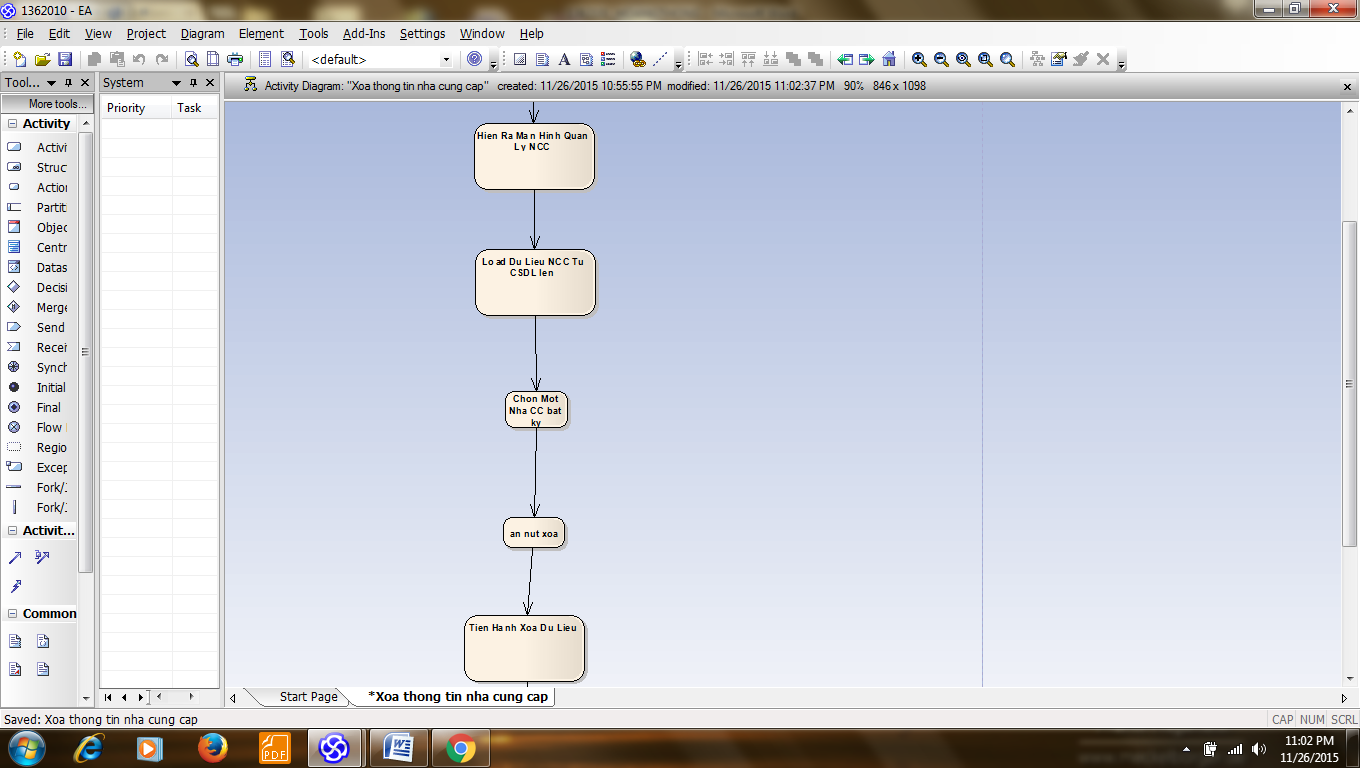 1362010 - EA
File Edit View Project Diagram Element Tools Add-Ins Settings Window Help
<default>
Tool...
System
Activity Diagram: "Xoa thong tin nha cung cap" created: 11/26/2015 10:55:55 PM modified: 11/26/2015 11:02:37 PM 90% 846 x 1098
More tools...
Priority Task
Activity
Activi
Struc
Action
Partit
Objec
Centr
Datas
Decisi
Merge
Send
Recei
Synch
Initial
Final
Flow
Regio
Excep
Fork/J
Fork/J
Activit...
Common
Hien Ra Man Hinh Quan
Ly NCC
Load Du Lieu NCC Tu
CSDL len
Chon Mot
Nha CC bat
ky
an nut xoa
Tien Hanh Xoa Du Lieu
Start Page
*Xoa thong tin nha cung cap
Saved: Xoa thong tin nha cung cap
CAP NUM SCRL
PDF
11:02 PM
11/26/2015